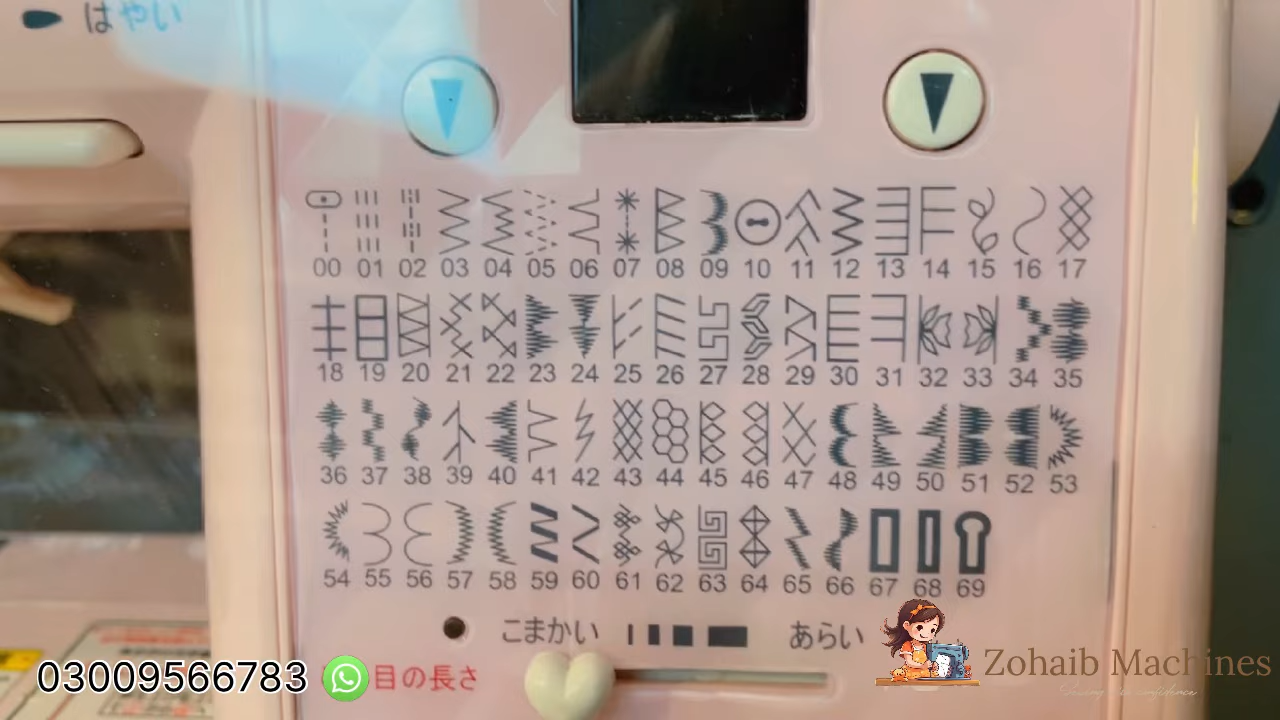 はやい
00 01 02 03 04 05 06 07 08 09 10 11 12 13 14 15 16 17
18 19 20 21 22 23 24 25 26 27 28 29 30 31 32 33 34 35
36 37 38 39 40 41 42 43 44 45 46 47 48 49 50 51 52 53
54 55 56 57 58 59 60 61 62 63 64 65 66 67 68 69
こまかい あらい
目の長さ
03009566783
Zohaib Machines